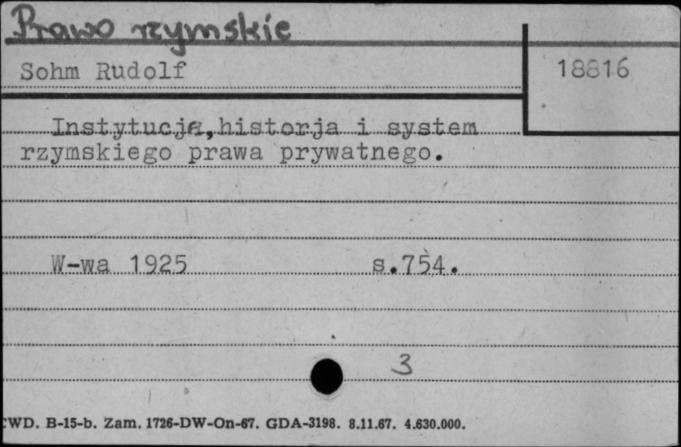 Prawo rzymskie
Sohm Rudolf
18816
Instytucje, historja i system
rzymskiego prawa prywatnego.
W-wa 1925 s.754.
3
CWD. B-15-b. Zam. 1726-DW-On-67. GDA-3198. 8.11.67. 4.630.000.